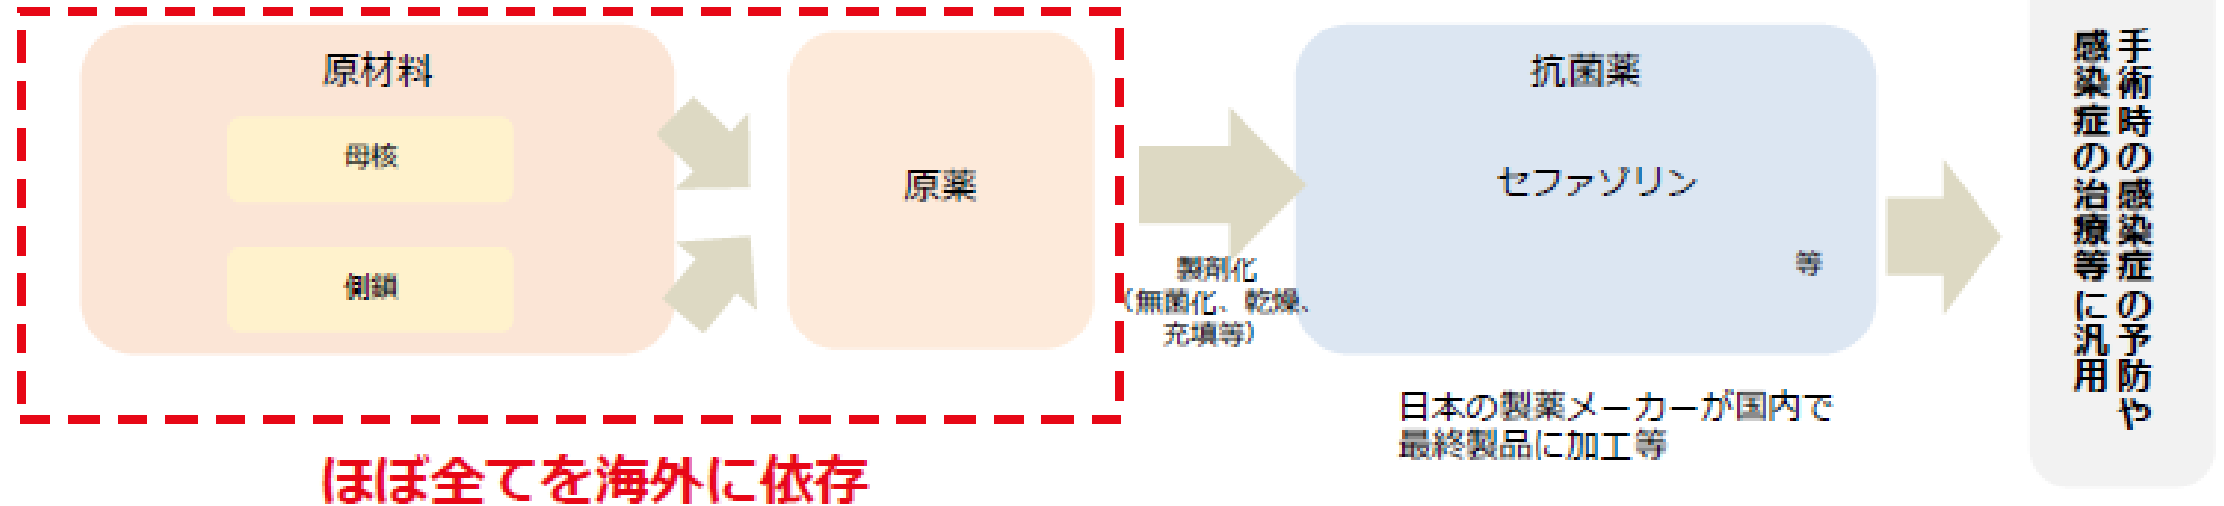 原材料
母核
側鎖
原薬
ほぼ全てを海外に依存
製剤化
（無菌化、乾燥、
充填等）
抗菌薬
セファゾリン
等
日本の製薬メーカーが国内で
最終製品に加工等
手術時の感染症の予防や
感染症の治療等に汎用